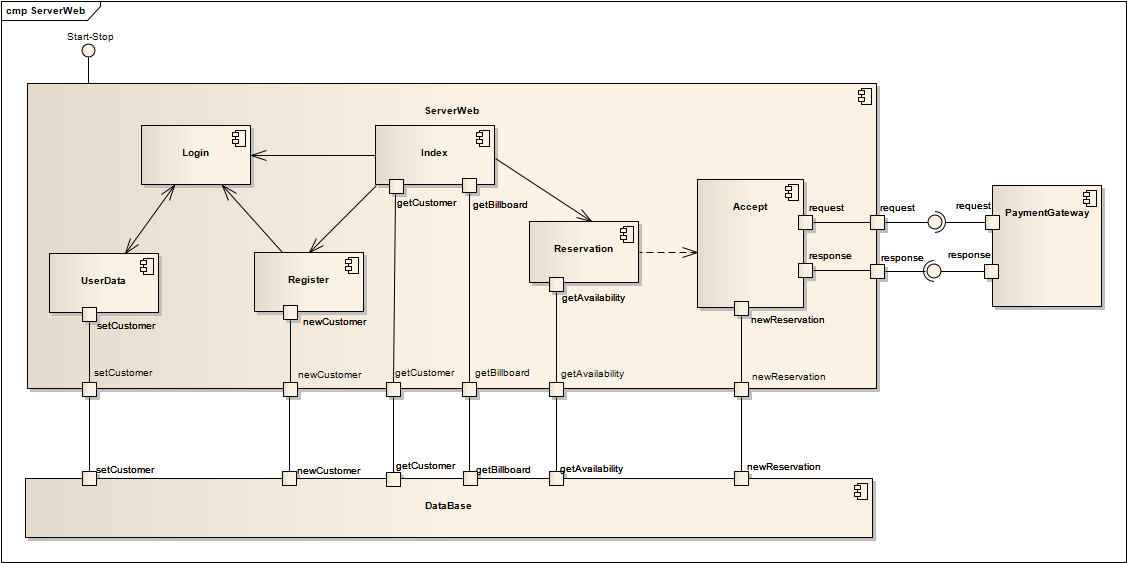 cmp ServerWeb
Start-Stop
ServerWeb
Login
Index
getCustomer
getBillboard
Accept
request
request
request
PaymentGateway
Reservation
response
response
response
UserData
Register
getAvailability
setCustomer
newCustomer
newReservation
setCustomer
newCustomer
getCustomer
getBillboard
getAvailability
newReservation
setCustomer
newCustomer
getCustomer
getBillboard
getAvailability
newReservation
DataBase